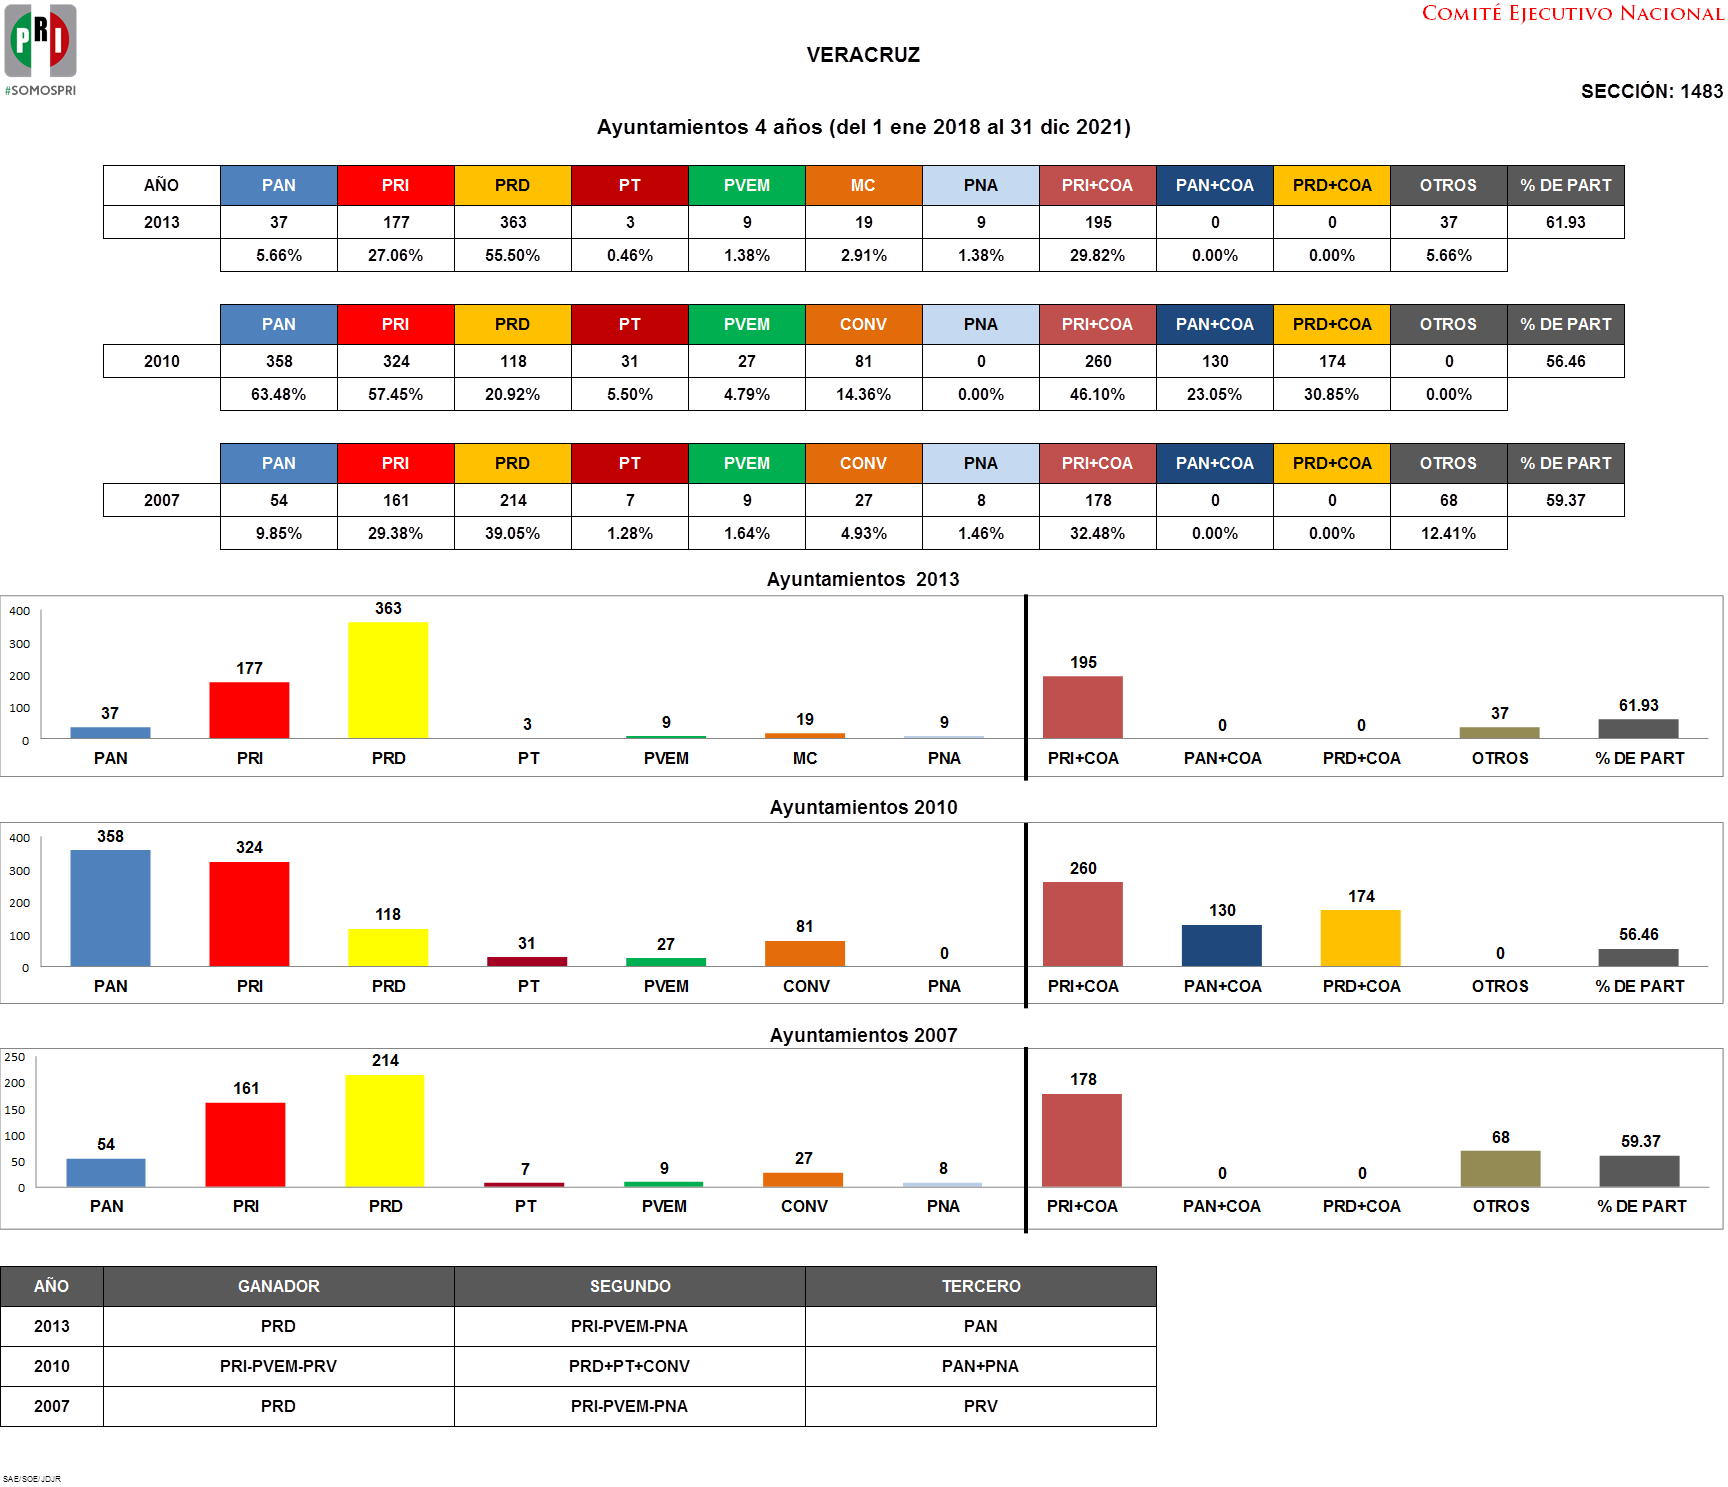 COMITÉ EJECUTIVO NACIONAL
PRI
#SOMOSPRI
VERACRUZ
SECCIÓN: 1483
Ayuntamientos 4 años (del 1 ene 2018 al 31 dic 2021)
AÑO PAN PRI PRD PT PVEM MC PNA PRI+COA PAN+COA PRD+COA OTROS % DE PART
2013 37 177 363 3 9 19 9 195 0 0 37 61.93
5.66% 27.06% 55.50% 0.46% 1.38% 2.91% 1.38% 29.82% 0.00% 0.00% 5.66%
PAN PRI PRD PT PVEM CONV PNA PRI+COA PAN+COA PRD+COA OTROS % DE PART
2010 358 324 118 31 27 81 0 260 130 174 0 56.46
63.48% 57.45% 20.92% 5.50% 4.79% 14.36% 0.00% 46.10% 23.05% 30.85% 0.00%
PAN PRI PRD PT PVEM CONV PNA PRI+COA PAN+COA PRD+COA OTROS % DE PART
2007 54 161 214 7 9 27 8 178 0 0 68 59.37
9.85% 29.38% 39.05% 1.28% 1.64% 4.93% 1.46% 32.48% 0.00% 0.00% 12.41%
Ayuntamientos 2013
400
300
200
100
0
37 177 363 3 9 19 9 195 0 0 37 61.93
PAN PRI PRD PT PVEM MC PNA PRI+COA PAN+COA PRD+COA OTROS % DE PART
Ayuntamientos 2010
400
300
200
100
0
358 324 118 31 27 81 0 260 130 174 0 56.46
PAN PRI PRD PT PVEM CONV PNA PRI+COA PAN+COA PRD+COA OTROS % DE PART
Ayuntamientos 2007
250
200
150
100
50
0
54 161 214 7 9 27 8 178 0 0 68 59.37
PAN PRI PRD PT PVEM CONV PNA PRI+COA PAN+COA PRD+COA OTROS % DE PART
AÑO GANADOR SEGUNDO TERCERO
2013 PRD PRI-PVEM-PNA PAN
2010 PRI-PVEM-PRV PRD+PT+CONV PAN+PNA
2007 PRD PRI-PVEM-PNA PRV
SAE/SOE/JDJR